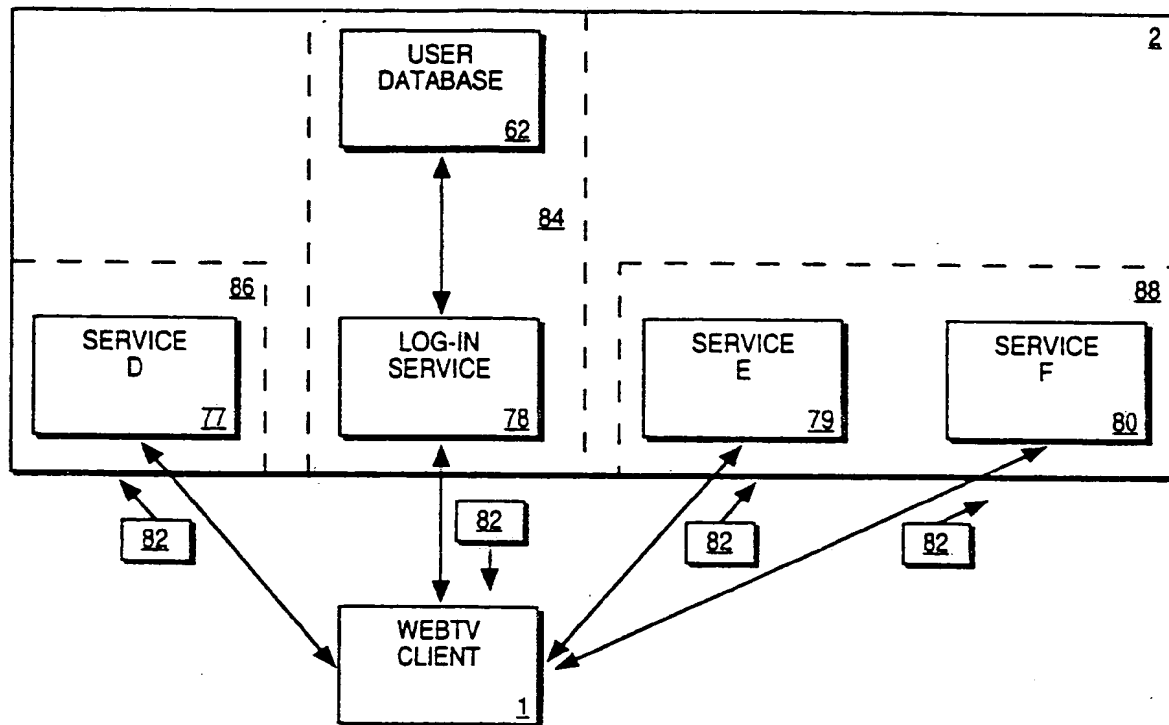 2
USER
DATABASE
62
84
86
88
SERVICE
D
77
LOG-IN
SERVICE
78
SERVICE
E
79
SERVICE
F
80
82
82
82
82
WEBTV
CLIENT
1